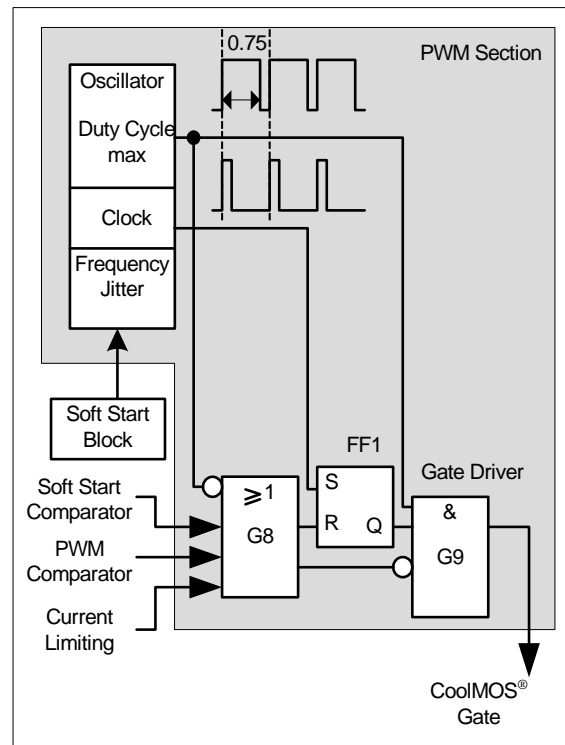 0.75
PWM Section
Oscillator
Duty Cycle
max
Clock
Frequency
Jitter
Soft Start
Block
FF1
Gate Driver
Soft Start
Comparator
PWM
Comparator
Current
Limiting
≥1
G8
S
R
Q
&
G9
CoolMOS®
Gate